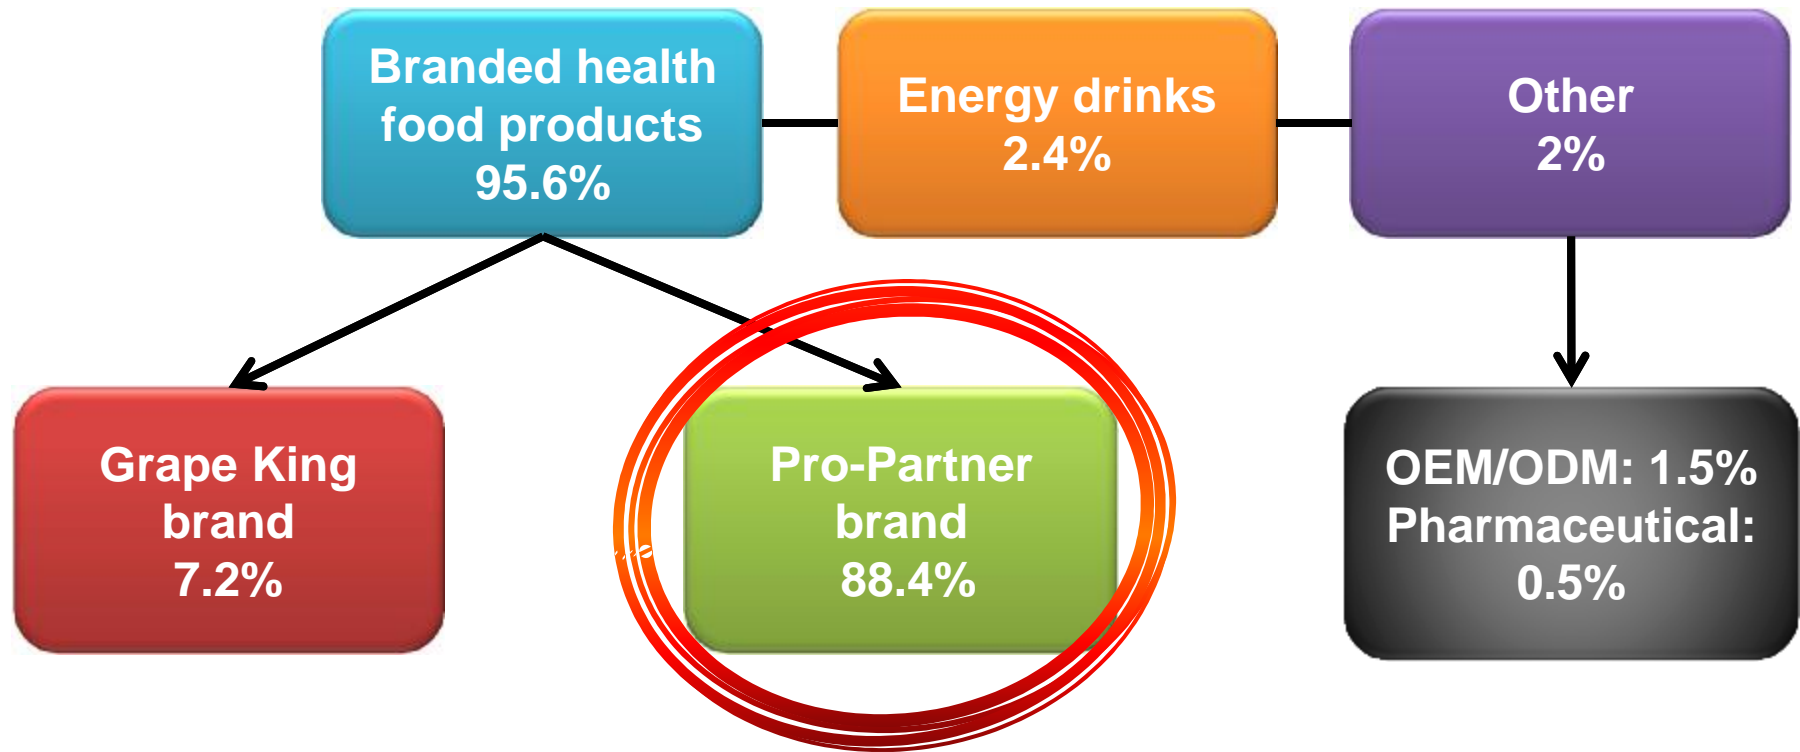 Branded health
food products
95.6%
Energy drinks
2.4%
Other
2%
Grape King
brand
7.2%
Pro-Partner
brand
88.4%
OEM/ODM: 1.5%
Pharmaceutical:
0.5%